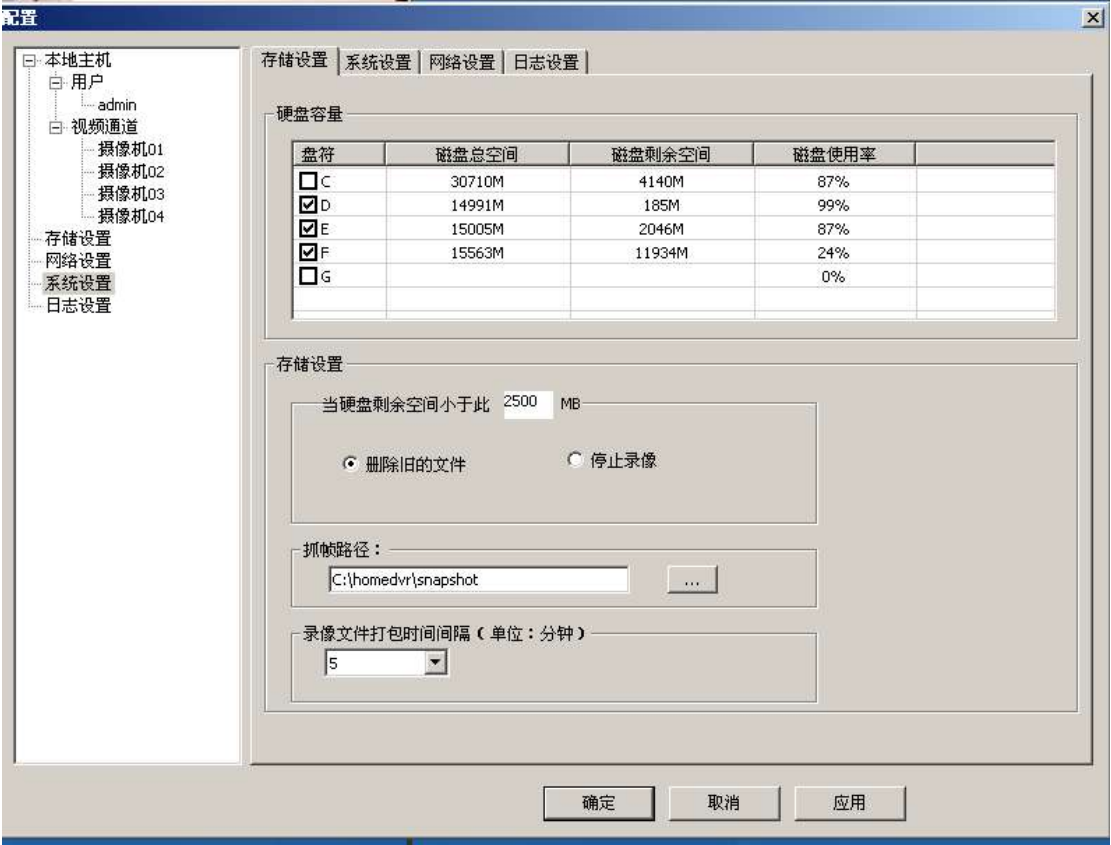 配置
本地主机
用户
admin
视频通道
摄像机01
摄像机02
摄像机03
摄像机04
存储设置
网络设置
系统设置
日志设置
存储设置 系统设置 网络设置 日志设置
硬盘容量
盘符 磁盘总空间 磁盘剩余空间 磁盘使用率
C 30710M 4140M 87%
D 14991M 185M 99%
E 15005M 2046M 87%
F 15563M 11934M 24%
G 0%
存储设置
当硬盘剩余空间小于此 2500 MB
删除旧的文件 停止录像
抓帧路径：
C:\homedvr\snapshot ...
录像文件打包时间间隔（单位：分钟）
5
确定 取消 应用